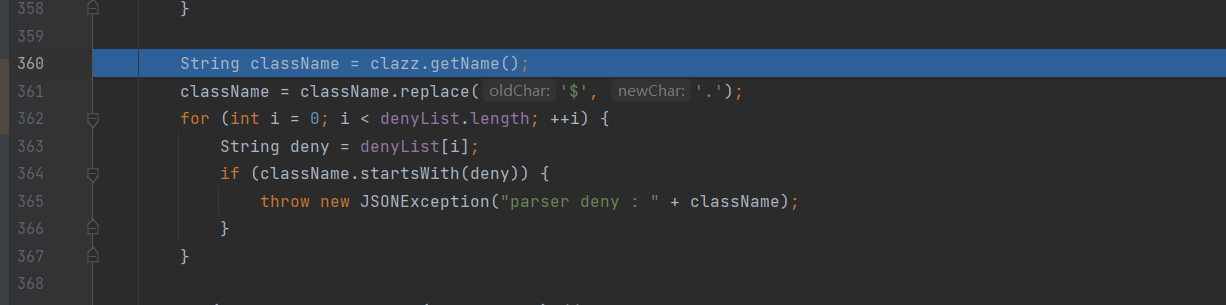 358 }
359
360 String className = clazz.getName();
361 className = className.replace( oldChar: '$', newChar: '.');
362 for (int i = 0; i < denyList.length; ++i) {
363 String deny = denyList[i];
364 if (className.startsWith(deny)) {
365 throw new JSONException("parser deny : " + className);
366 }
367 }
368